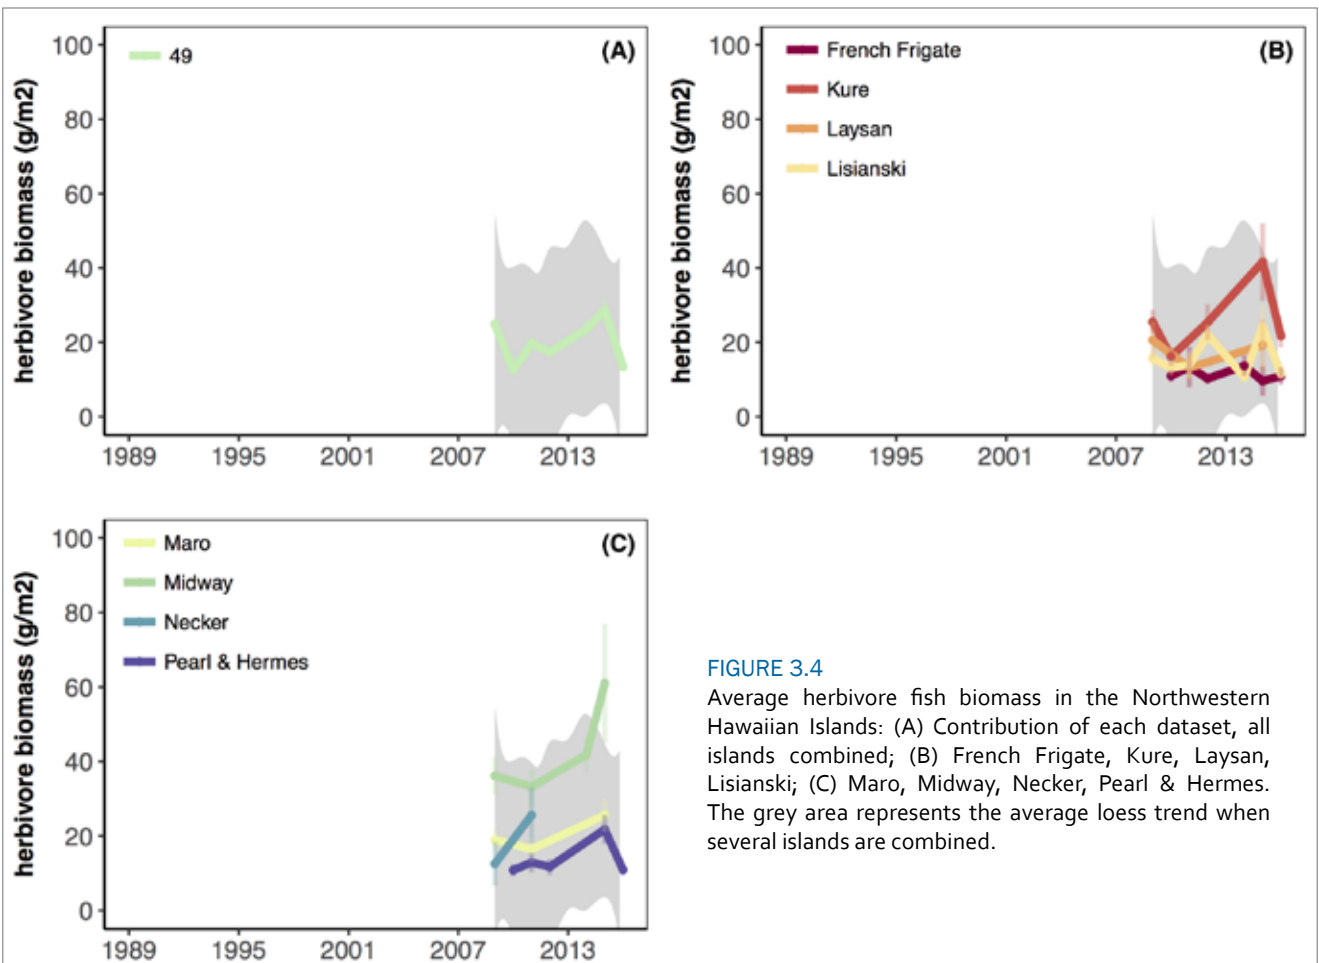 100
80
60
40
20
0
herbivore biomass (g/m2)
49
(A)
1989 1995 2001 2007 2013
100
80
60
40
20
0
herbivore biomass (g/m2)
French Frigate
Kure
Laysan
Lisianski
(B)
1989 1995 2001 2007 2013
100
80
60
40
20
0
herbivore biomass (g/m2)
Maro
Midway
Necker
Pearl & Hermes
(C)
1989 1995 2001 2007 2013
FIGURE 3.4
Average herbivore fish biomass in the Northwestern
Hawaiian Islands: (A) Contribution of each dataset, all
islands combined; (B) French Frigate, Kure, Laysan,
Lisianski; (C) Maro, Midway, Necker, Pearl & Hermes.
The grey area represents the average loess trend when
several islands are combined.